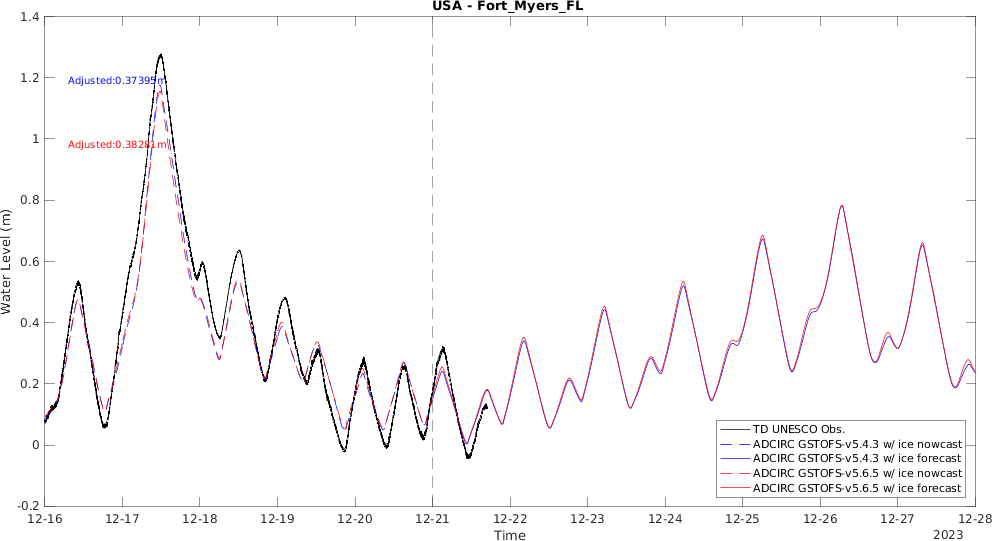 USA - Fort_Myers_FL
1.4
1.2
1
0.8
0.6
0.4
0.2
0
-0.2
Water Level (m)
Adjusted:0.37395m
Adjusted:0.38281m
TD UNESCO Obs.
ADCIRC GSTOFS-v5.4.3 w/ ice nowcast
ADCIRC GSTOFS-v5.4.3 w/ ice forecast
ADCIRC GSTOFS-v5.6.5 w/ ice nowcast
ADCIRC GSTOFS-v5.6.5 w/ ice forecast
12-16 12-17 12-18 12-19 12-20 12-21 12-22 12-23 12-24 12-25 12-26 12-27 12-28
Time
2023